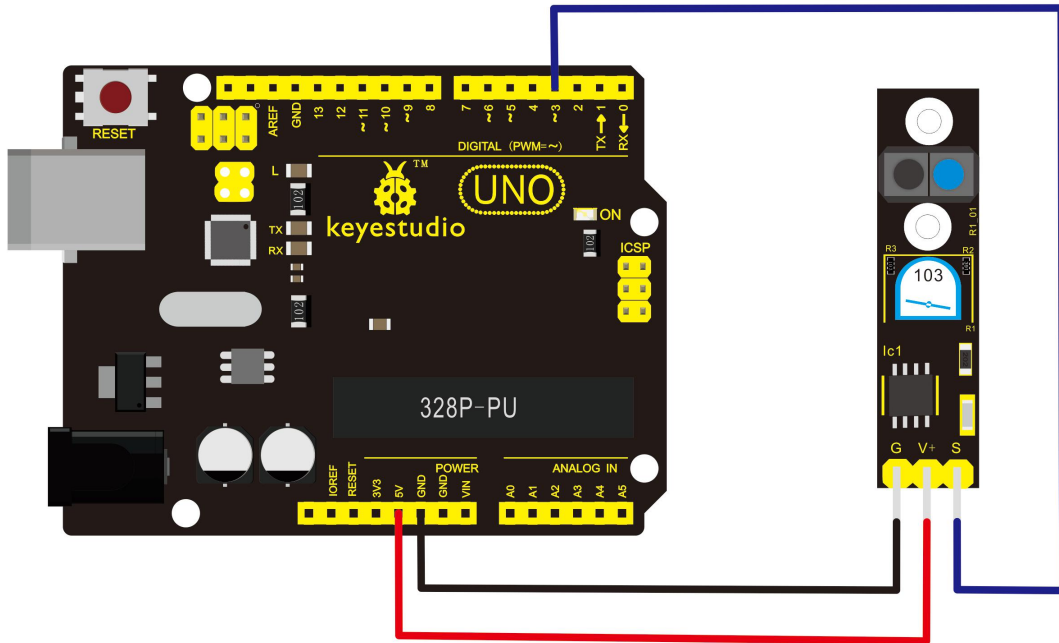 RESET
AREF
GND
13
12
~11
~10
~9
8
7
~6
~5
4
~3
2
TX→1
RX←0
DIGITAL (PWM=~)
L
TX
RX
102
102
keyestudio
TM
UNO
ON
102
ICSP
328P-PU
POWER
ANALOG IN
IOREF
RESET
3V3
5V
GND
GND
VIN
A0
A1
A2
A3
A4
A5
R1 01
R3
R2
103
R1
Ic1
G
V+
S